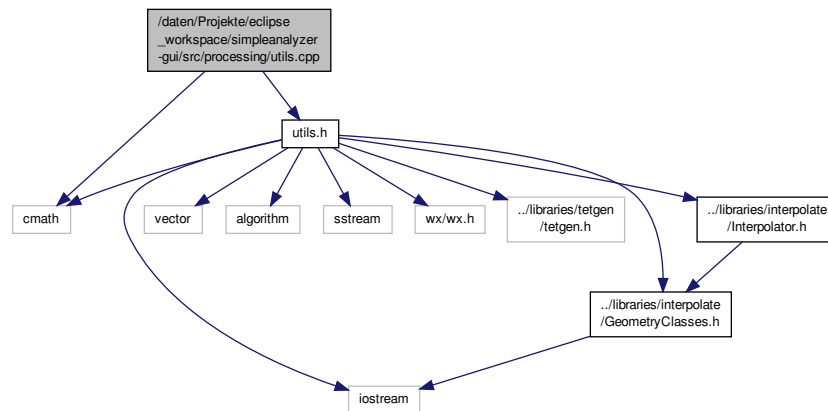 /daten/Projekte/eclipse
_workspace/simpleanalyzer
-gui/src/processing/utils.cpp
utils.h
cmath
vector
algorithm
sstream
wx/wx.h
../libraries/tetgen
/tetgen.h
../libraries/interpolate
/Interpolator.h
../libraries/interpolate
/GeometryClasses.h
iostream